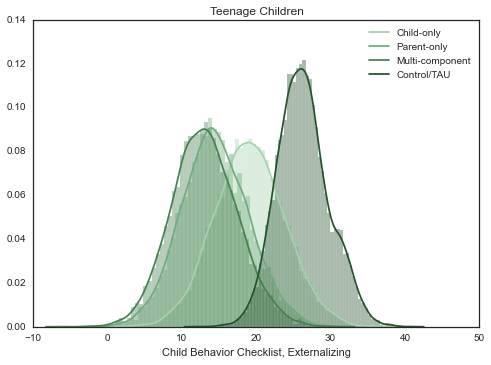 Teenage Children
0.14
0.12
0.10
0.08
0.06
0.04
0.02
0.00
Child-only
Parent-only
Multi-component
Control/TAU
-10 0 10 20 30 40 50
Child Behavior Checklist, Externalizing